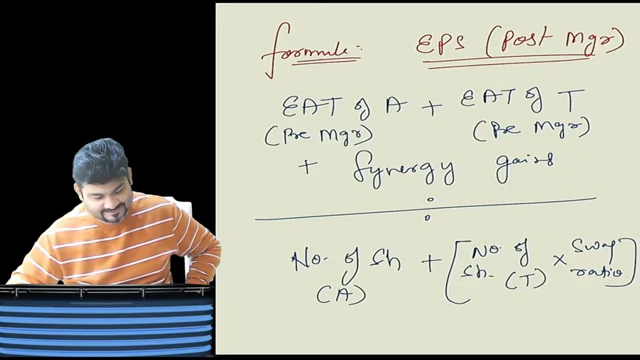 Formula:   EPS (Post Mgr)
EAT of A + EAT of T
(Pre Mgr)   (Pre Mgr)
+ Synergy gains
÷
No. of Sh + [No. of Sh. (T) × Swap ratio]
(A)